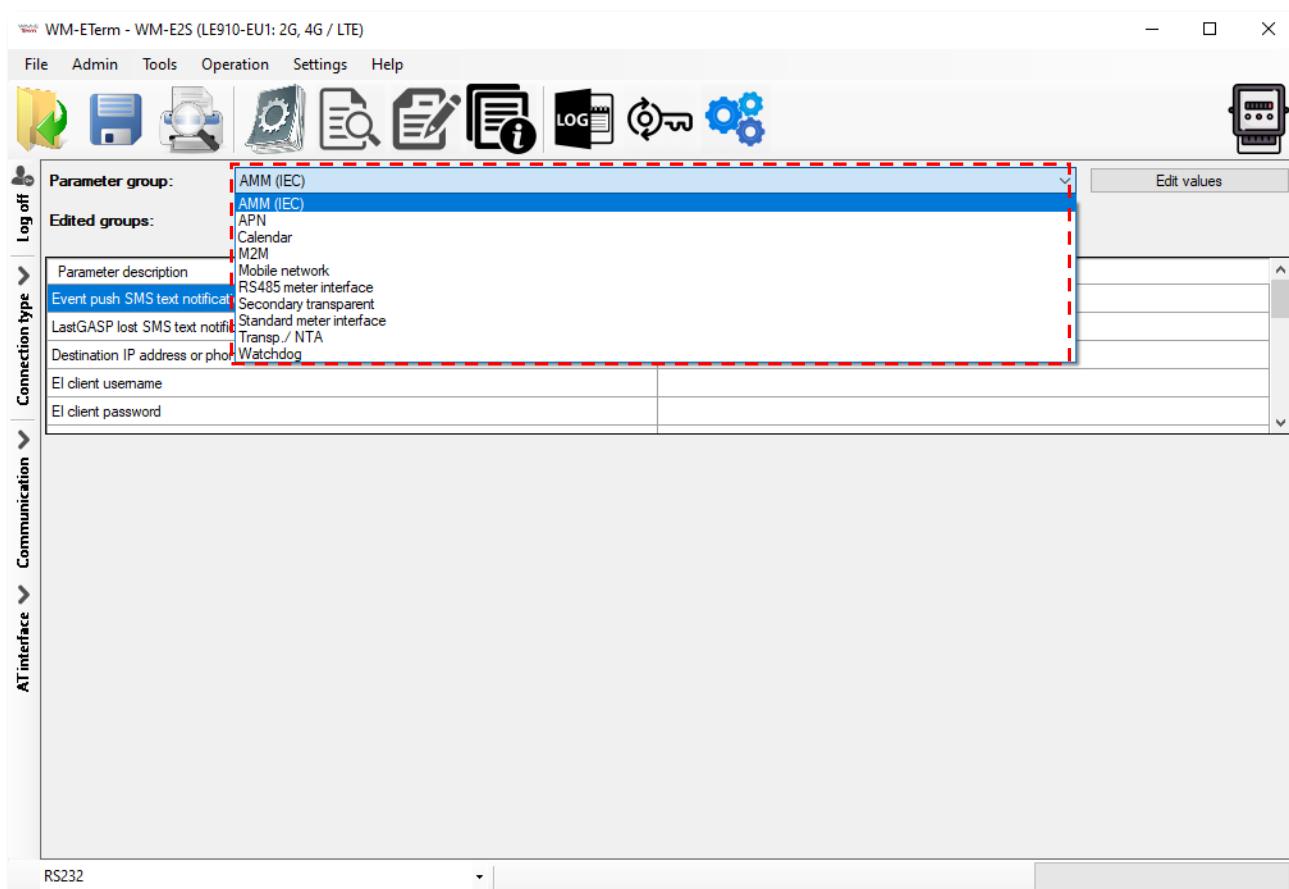 WM-ETerm - WM-E2S (LE910-EU1: 2G, 4G / LTE)
File Admin Tools Operation Settings Help
LOG
Log off
Connection type
Communication
AT interface
Parameter group: AMM (IEC) Edit values
AMM (IEC)
Edited groups:
APN
Calendar
M2M
Mobile network
RS485 meter interface
Secondary transparent
Standard meter interface
Transp./ NTA
Watchdog
Parameter description
Event push SMS text
LastGASP lost SMS text
Destination IP address or
EI client username
EI client password
RS232